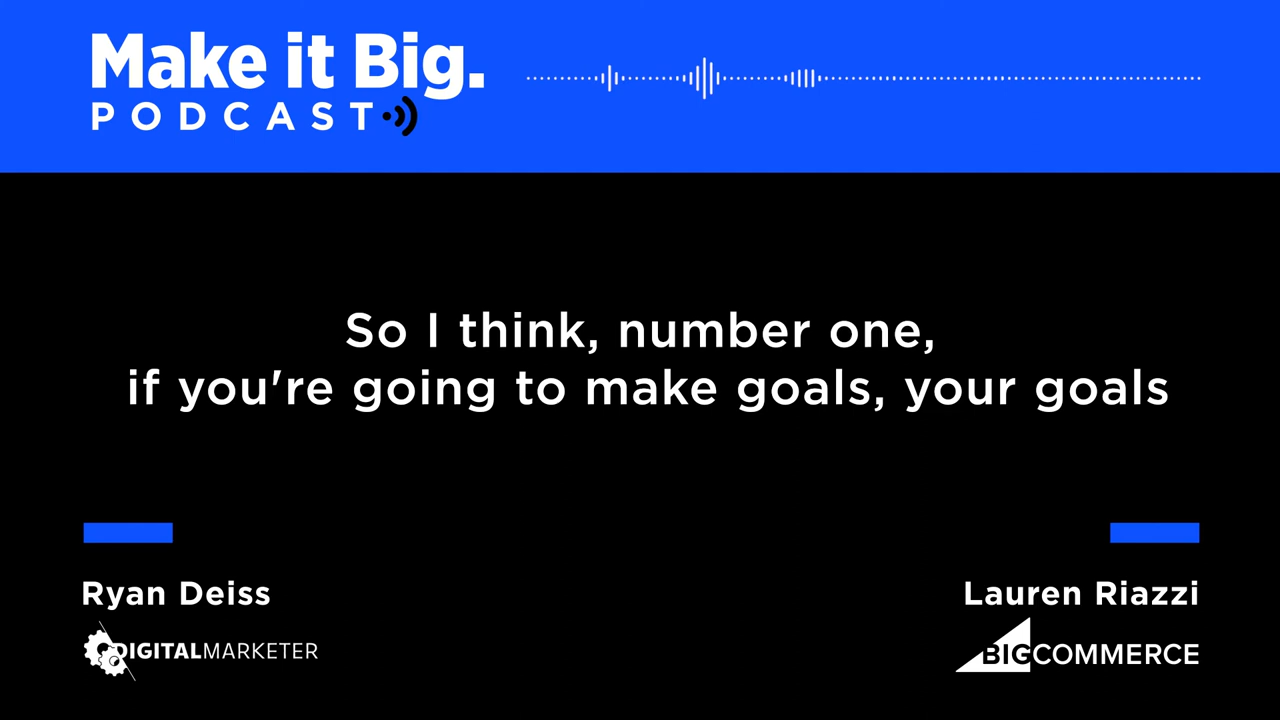 Make it Big.
PODCAST
So I think, number one,
if you're going to make goals, your goals
Ryan Deiss
Lauren Riazzi
DIGITALMARKETER
BIGCOMMERCE